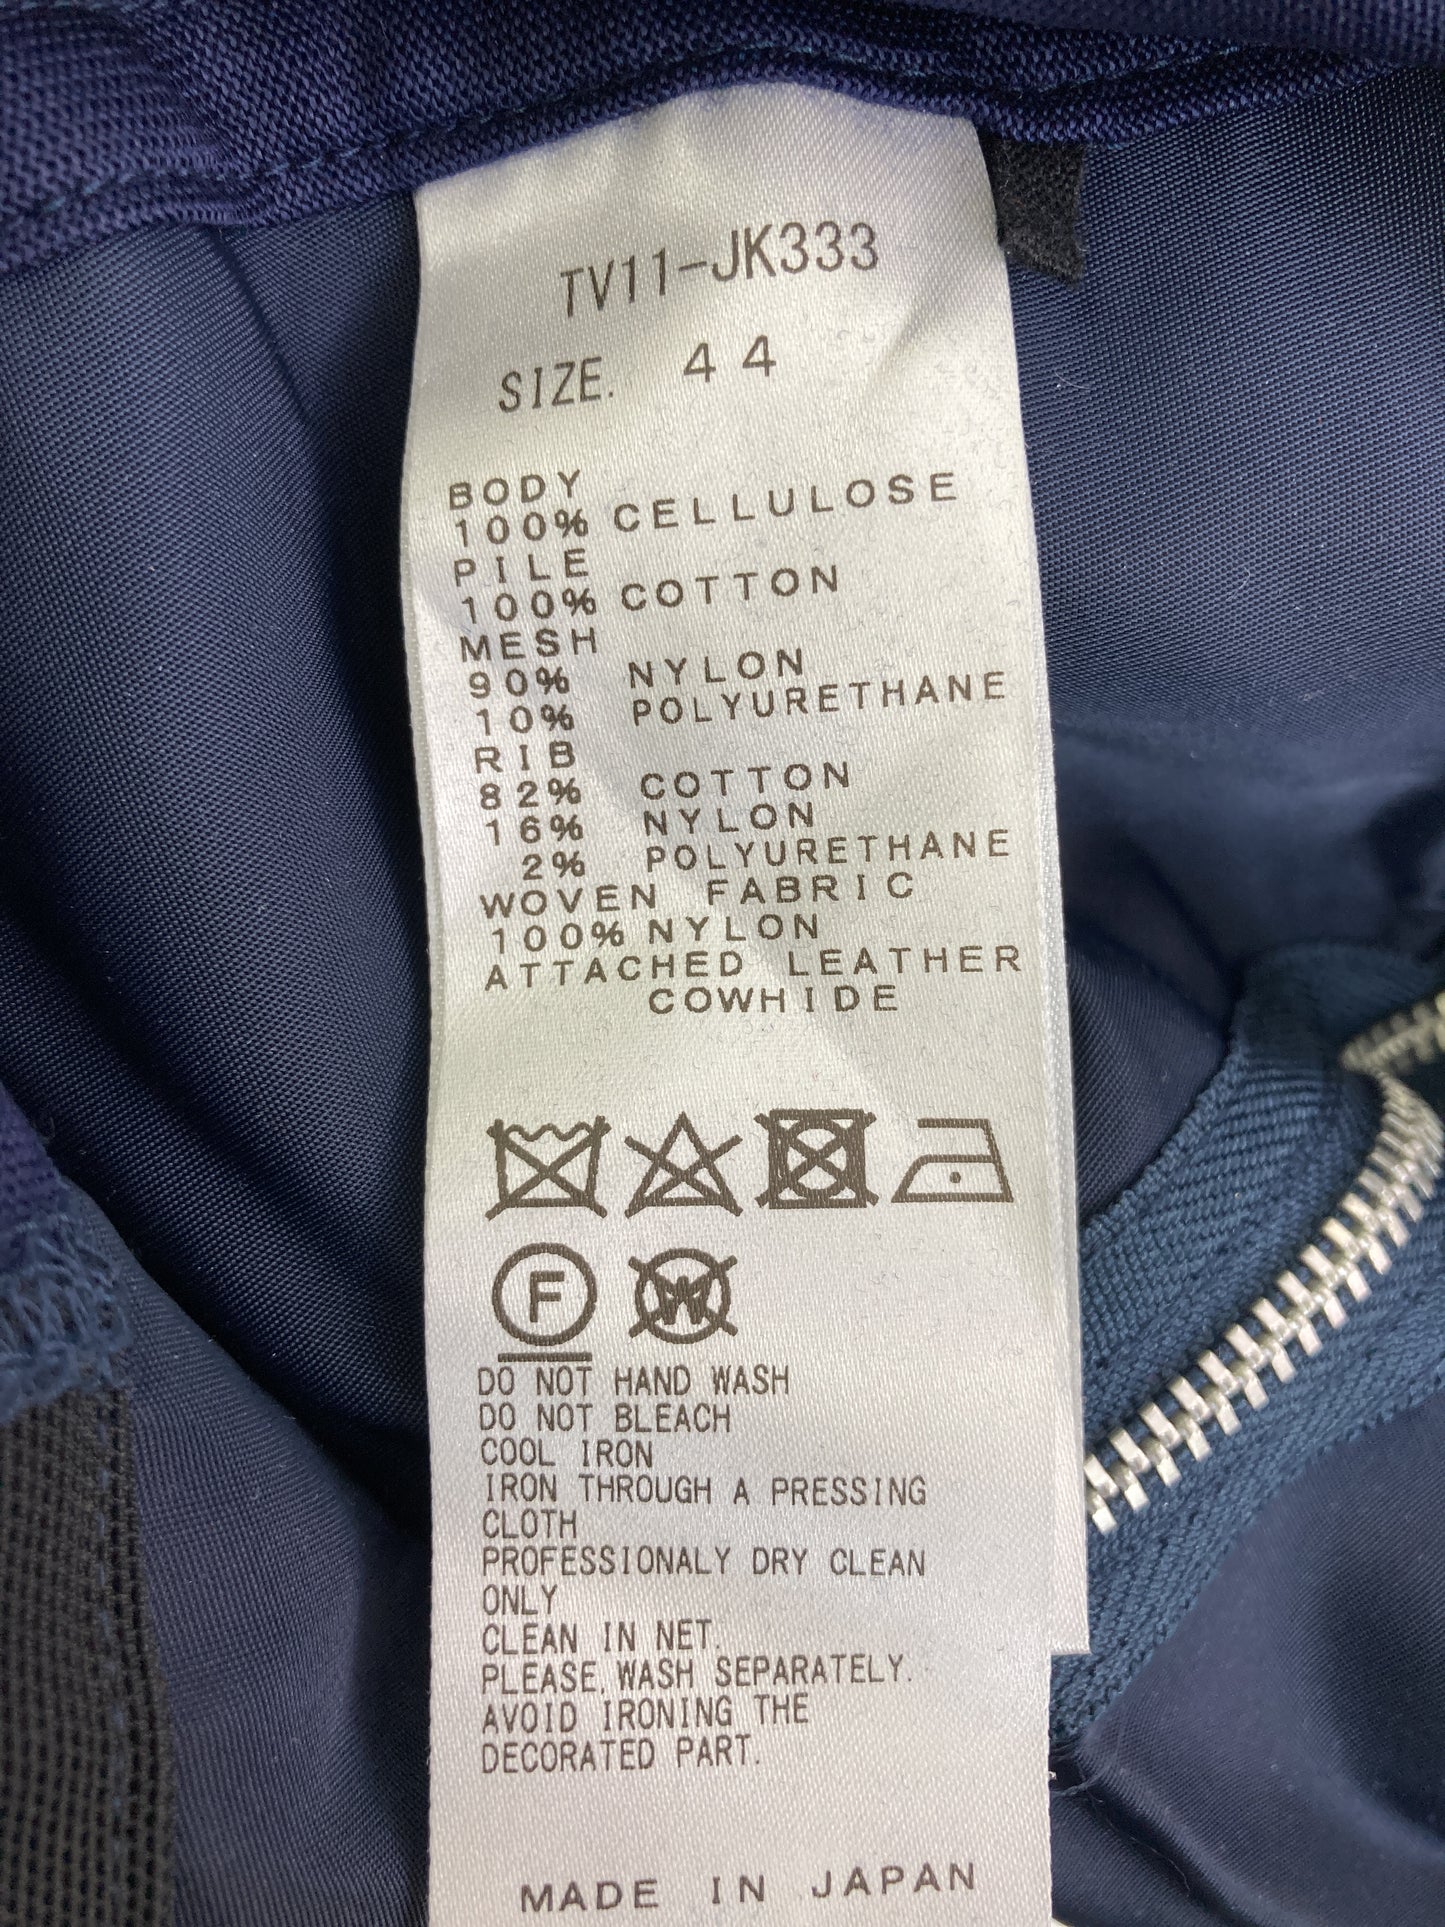 TV11-JK333
SIZE. 44
BODY
100% CELLULOSE
PILE
100% COTTON
MESH
90% NYLON
10% POLYURETHANE
RIB
82% COTTON
16% NYLON
2% POLYURETHANE
WOVEN FABRIC
100% NYLON
ATTACHED LEATHER
COWHIDE
F W
DO NOT HAND WASH
DO NOT BLEACH
COOL IRON
IRON THROUGH A PRESSING
CLOTH
PROFESSIONALY DRY CLEAN
ONLY
CLEAN IN NET.
PLEASE, WASH SEPARATELY.
AVOID IRONING THE
DECORATED PART.
MADE IN JAPAN